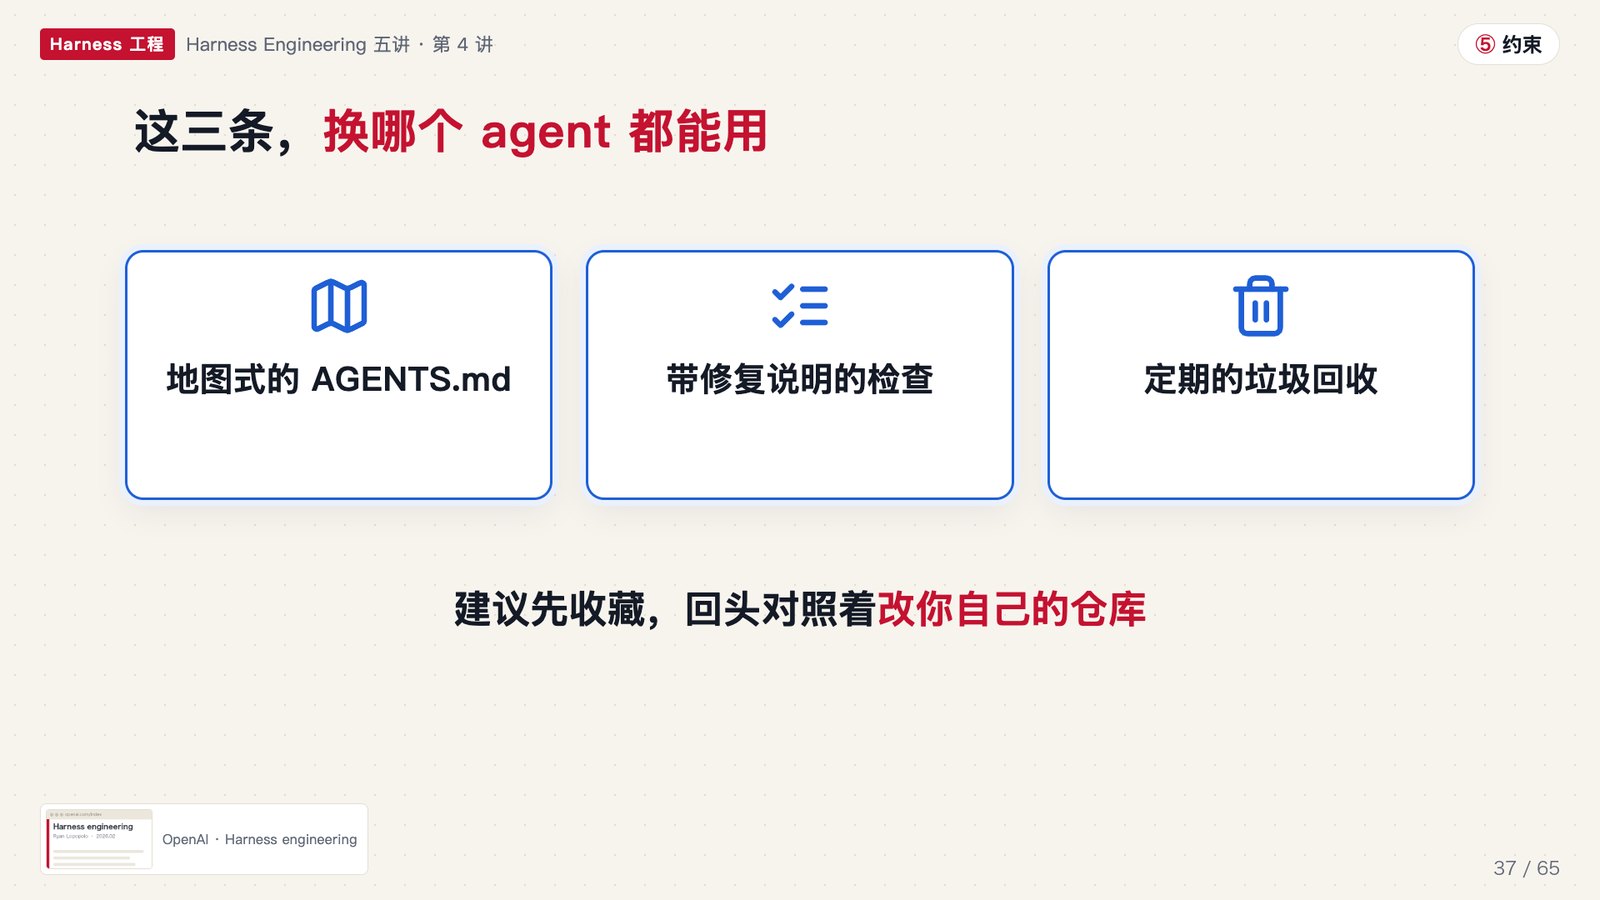 Harness 工程
Harness Engineering 五讲 · 第 4 讲
⑤ 约束
这三条，换哪个 agent 都能用
地图式的 AGENTS.md
带修复说明的检查
定期的垃圾回收
建议先收藏，回头对照着改你自己的仓库
Harness engineering
OpenAI · Harness engineering
37 / 65